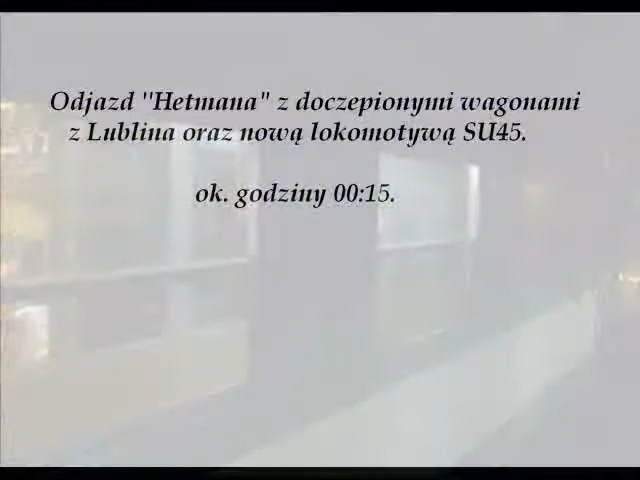 Odjazd "Hetmana" z doczepionymi wagonami
z Lublina oraz nową lokomotywą SU45.
ok. godziny 00:15.